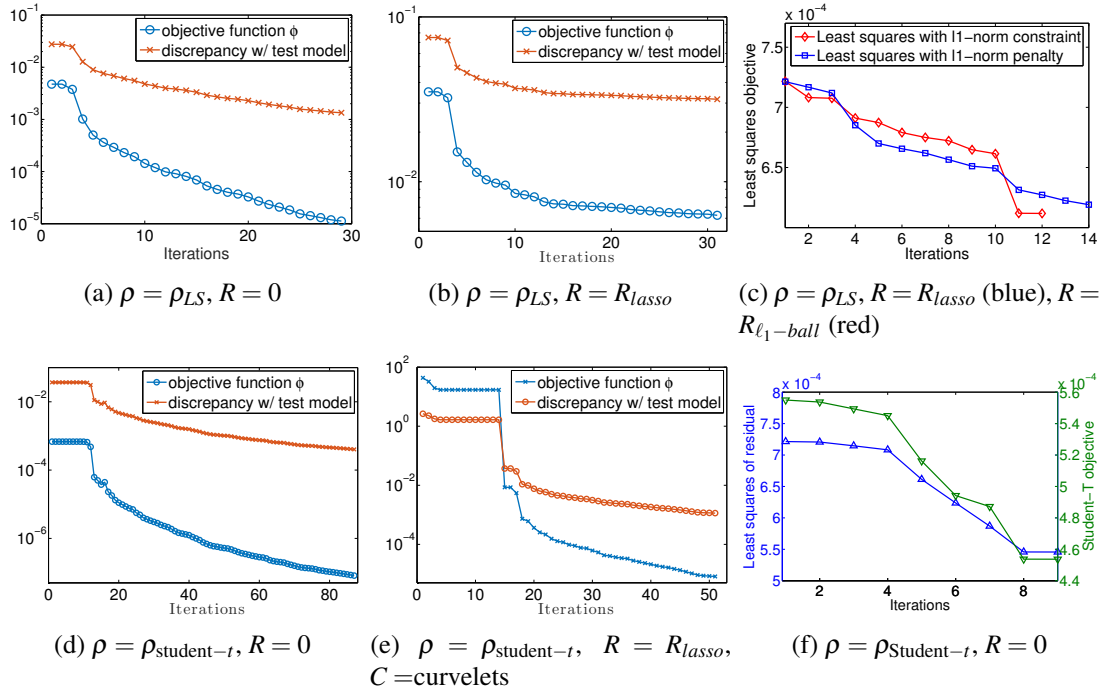 objective function ϕ
discrepancy w/ test model
10^-1
10^-2
10^-3
10^-4
10^-5
0
10
20
30
Iterations
(a) ρ = ρ_LS, R = 0
objective function ϕ
discrepancy w/ test model
10^-1
10^-2
0
10
20
30
Iterations
(b) ρ = ρ_LS, R = R_lasso
x 10^-4
Least squares with l1−norm constraint
Least squares with l1−norm penalty
Least squares objective
7.5
7
6.5
2
4
6
8
10
12
14
Iterations
(c) ρ = ρ_LS, R = R_lasso (blue), R =
R_ℓ1−ball (red)
objective function ϕ
discrepancy w/ test model
10^-2
10^-4
10^-6
0
20
40
60
80
Iterations
(d) ρ = ρ_student−t, R = 0
objective function ϕ
discrepancy w/ test model
10^2
10^0
10^-2
10^-4
0
10
20
30
40
50
Iterations
(e) ρ = ρ_student−t, R = R_lasso,
C =curvelets
x 10^-4
x 10^-4
Least squares of residual
8
7.5
7
6.5
6
5.5
5
Student−T objective
5.6
5.4
5.2
5
4.8
4.6
4.4
2
4
6
8
Iterations
(f) ρ = ρ_Student−t, R = 0